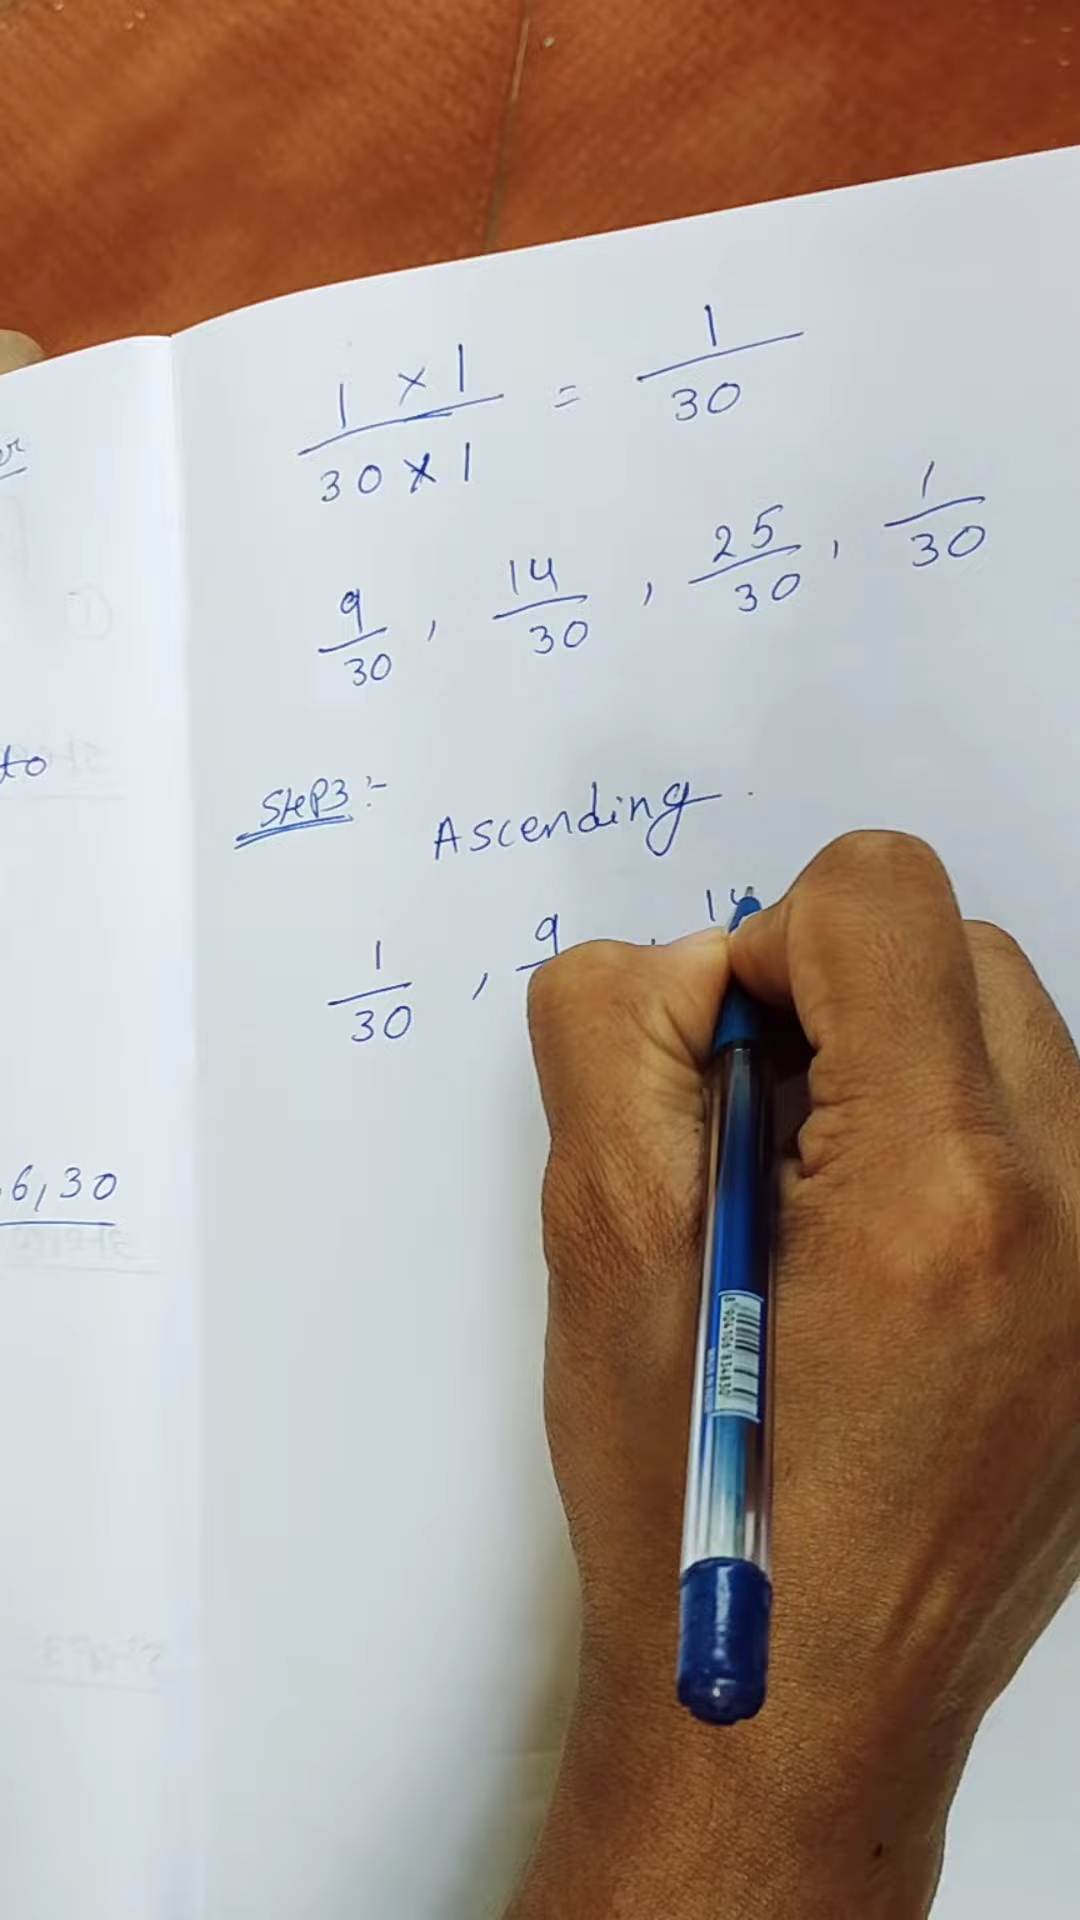 1 × 1 / 30 × 1 = 1 / 30
9/30 , 14/30 , 25/30 , 1/30
to
Step3 :-
Ascending .
1/30 , 9 , 14
6, 30